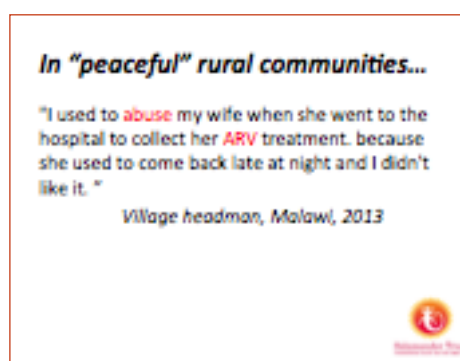 In “peaceful” rural communities...
"I used to abuse my wife when she went to the
hospital to collect her ARV treatment. because
she used to come back late at night and I didn't
like it. "
Village headman, Malawi, 2013